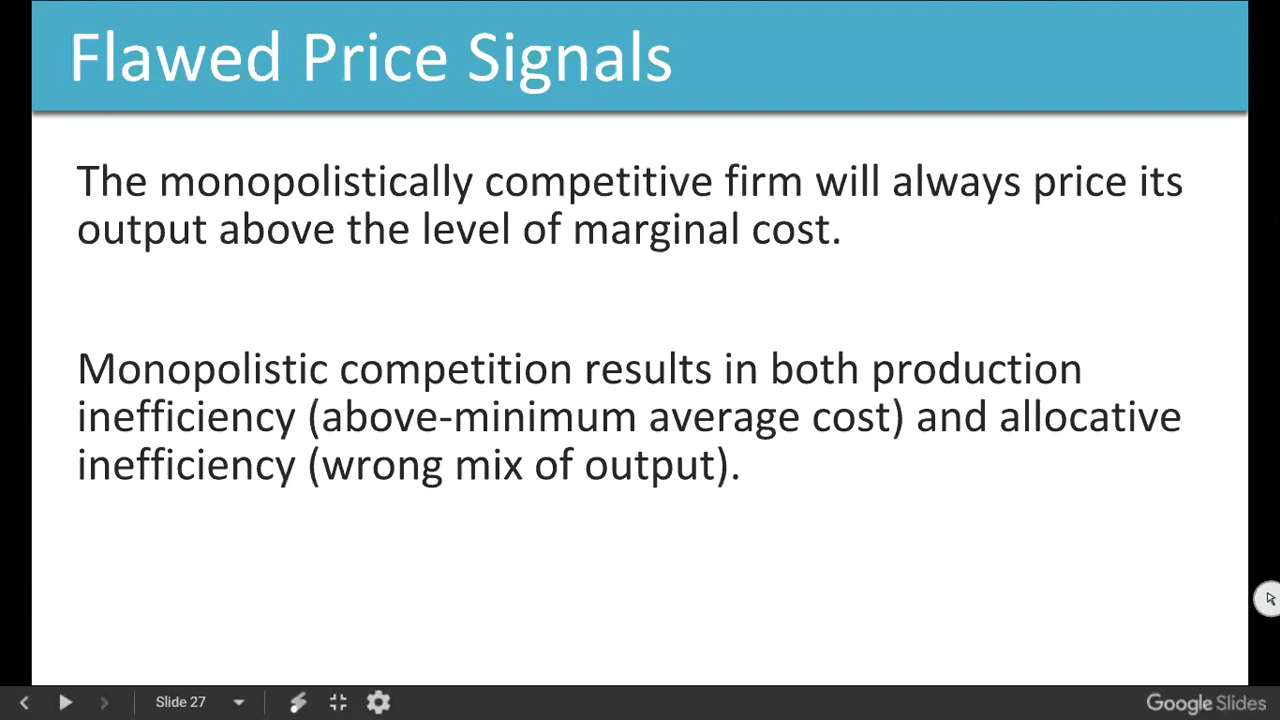 Flawed Price Signals
The monopolistically competitive firm will always price its
output above the level of marginal cost.
Monopolistic competition results in both production
inefficiency (above-minimum average cost) and allocative
inefficiency (wrong mix of output).
Slide 27
Google Slides